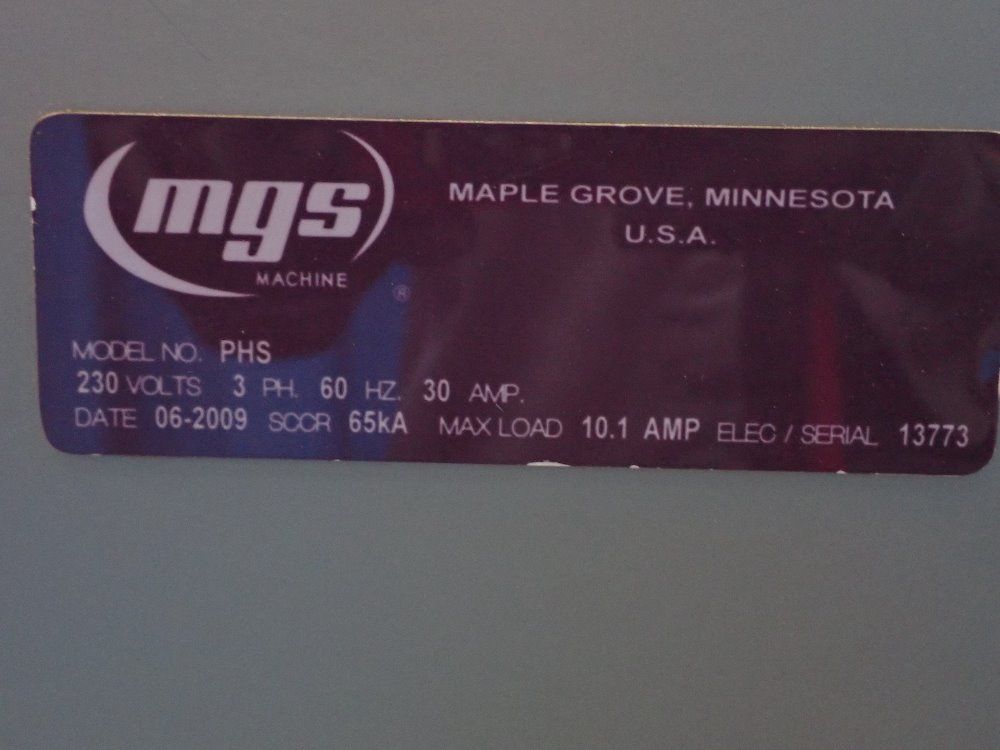 mgs
MACHINE
®
MAPLE GROVE, MINNESOTA
U.S.A.
MODEL NO. PHS
230 VOLTS 3 PH. 60 HZ. 30 AMP.
DATE 06-2009 SCCR 65kA MAX LOAD 10.1 AMP ELEC / SERIAL 13773